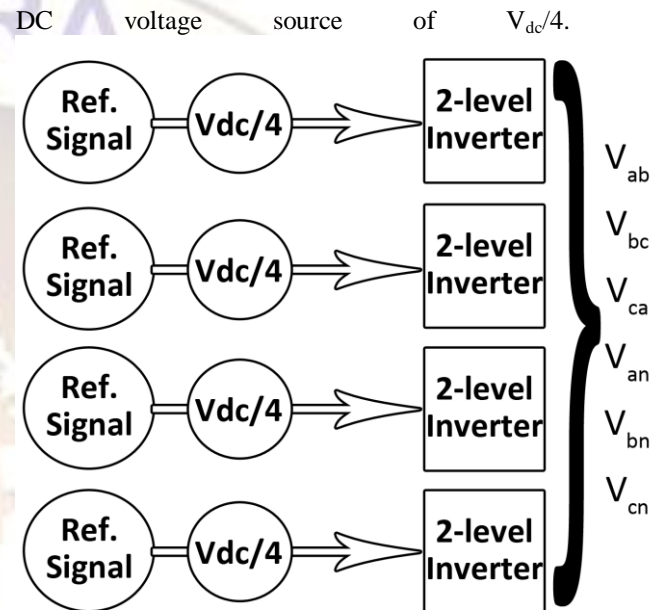 DC voltage source of Vdc/4.
Ref. Signal Vdc/4 2-level Inverter
Ref. Signal Vdc/4 2-level Inverter
Ref. Signal Vdc/4 2-level Inverter
Ref. Signal Vdc/4 2-level Inverter
Vab
Vbc
Vca
Van
Vbn
Vcn